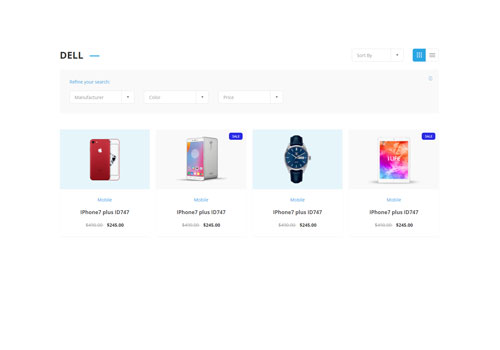 DELL
Sort By
Refine your search:
Manufacturer
Color
Price
SALE
SALE
Mobile
Mobile
Mobile
Mobile
IPhone7 plus ID747
IPhone7 plus ID747
IPhone7 plus ID747
IPhone7 plus ID747
$490.00 $245.00
$490.00 $245.00
$490.00 $245.00
$490.00 $245.00